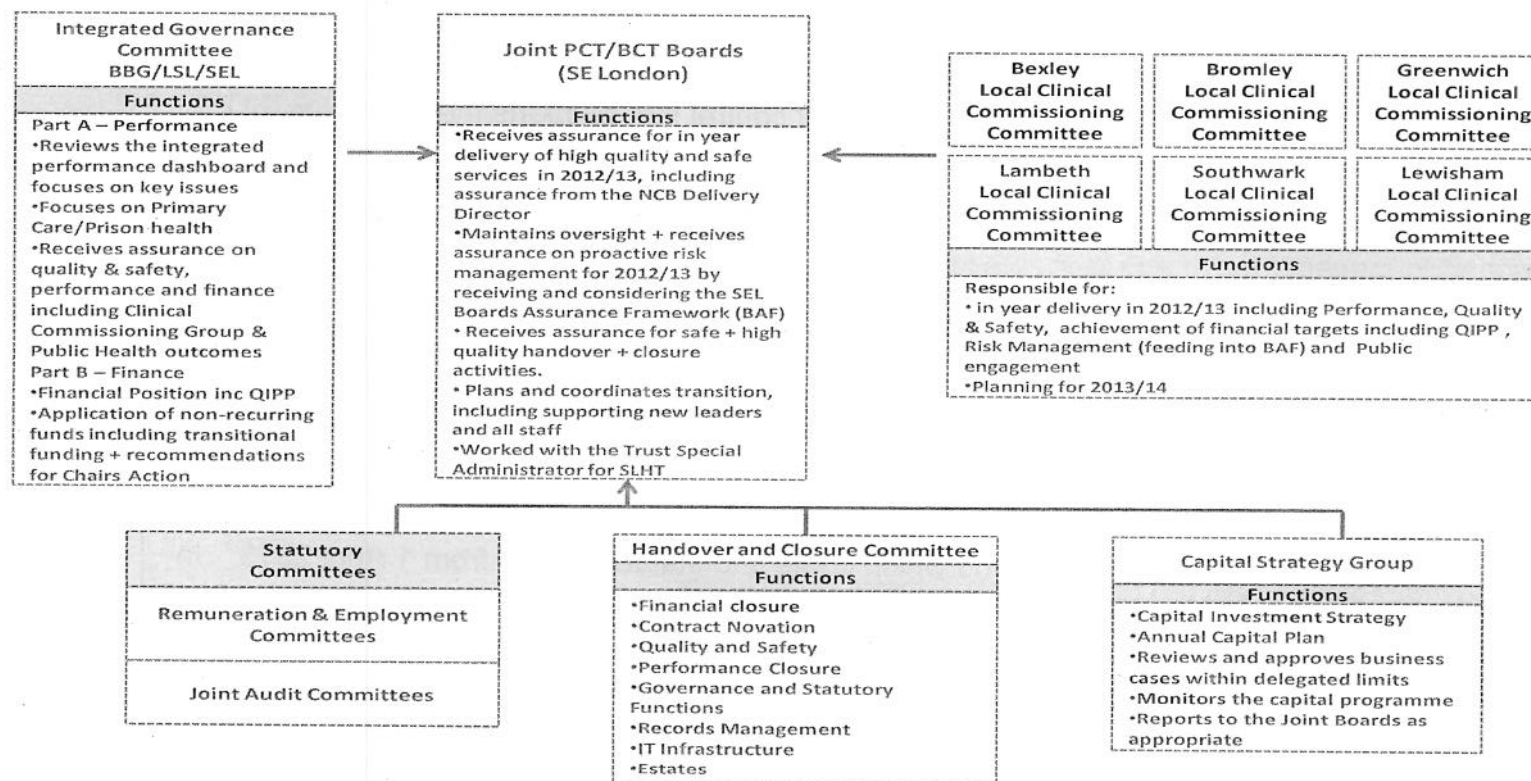 Integrated Governance
Committee
BBG/LSL/SEL
Functions
Part A – Performance
•Reviews the integrated
performance dashboard and
focuses on key issues
•Focuses on Primary
Care/Prison health
•Receives assurance on
quality & safety,
performance and finance
including Clinical
Commissioning Group &
Public Health outcomes
Part B – Finance
•Financial Position inc QIPP
•Application of non-recurring
funds including transitional
funding + recommendations
for Chairs Action
Joint PCT/BCT Boards
(SE London)
Functions
•Receives assurance for in year
delivery of high quality and safe
services in 2012/13, including
assurance from the NCB Delivery
Director
•Maintains oversight + receives
assurance on proactive risk
management for 2012/13 by
receiving and considering the SEL
Boards Assurance Framework (BAF)
• Receives assurance for safe + high
quality handover + closure
activities.
• Plans and coordinates transition,
including supporting new leaders
and all staff
•Worked with the Trust Special
Administrator for SLHT
Bexley
Local Clinical
Commissioning
Committee
Bromley
Local Clinical
Commissioning
Committee
Greenwich
Local Clinical
Commissioning
Committee
Lambeth
Local Clinical
Commissioning
Committee
Southwark
Local Clinical
Commissioning
Committee
Lewisham
Local Clinical
Commissioning
Committee
Functions
Responsible for:
• in year delivery in 2012/13 including Performance, Quality
& Safety, achievement of financial targets including QIPP ,
Risk Management (feeding into BAF) and Public
engagement
•Planning for 2013/14
Statutory
Committees
Remuneration & Employment
Committees
Joint Audit Committees
Handover and Closure Committee
Functions
•Financial closure
•Contract Novation
•Quality and Safety
•Performance Closure
•Governance and Statutory
Functions
•Records Management
•IT Infrastructure
•Estates
Capital Strategy Group
Functions
•Capital Investment Strategy
•Annual Capital Plan
•Reviews and approves business
cases within delegated limits
•Monitors the capital programme
•Reports to the Joint Boards as
appropriate